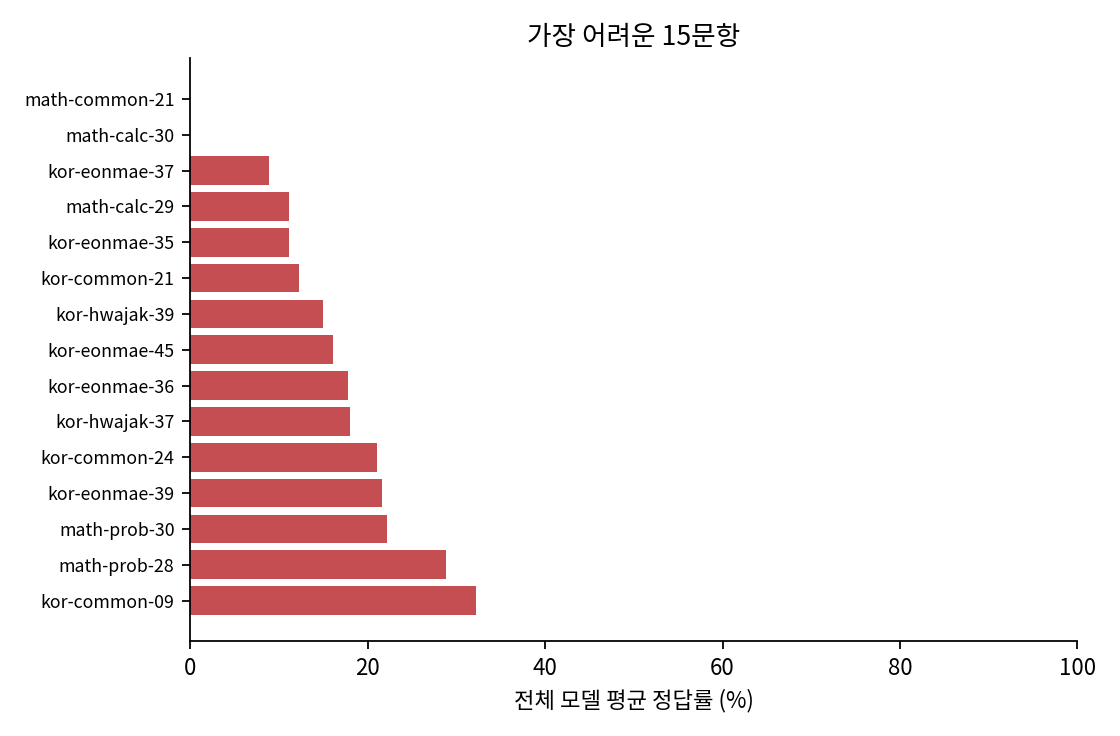 가장 어려운 15문항
math-common-21
math-calc-30
kor-eonmae-37
math-calc-29
kor-eonmae-35
kor-common-21
kor-hwajak-39
kor-eonmae-45
kor-eonmae-36
kor-hwajak-37
kor-common-24
kor-eonmae-39
math-prob-30
math-prob-28
kor-common-09
0 20 40 60 80 100
전체 모델 평균 정답률 (%)